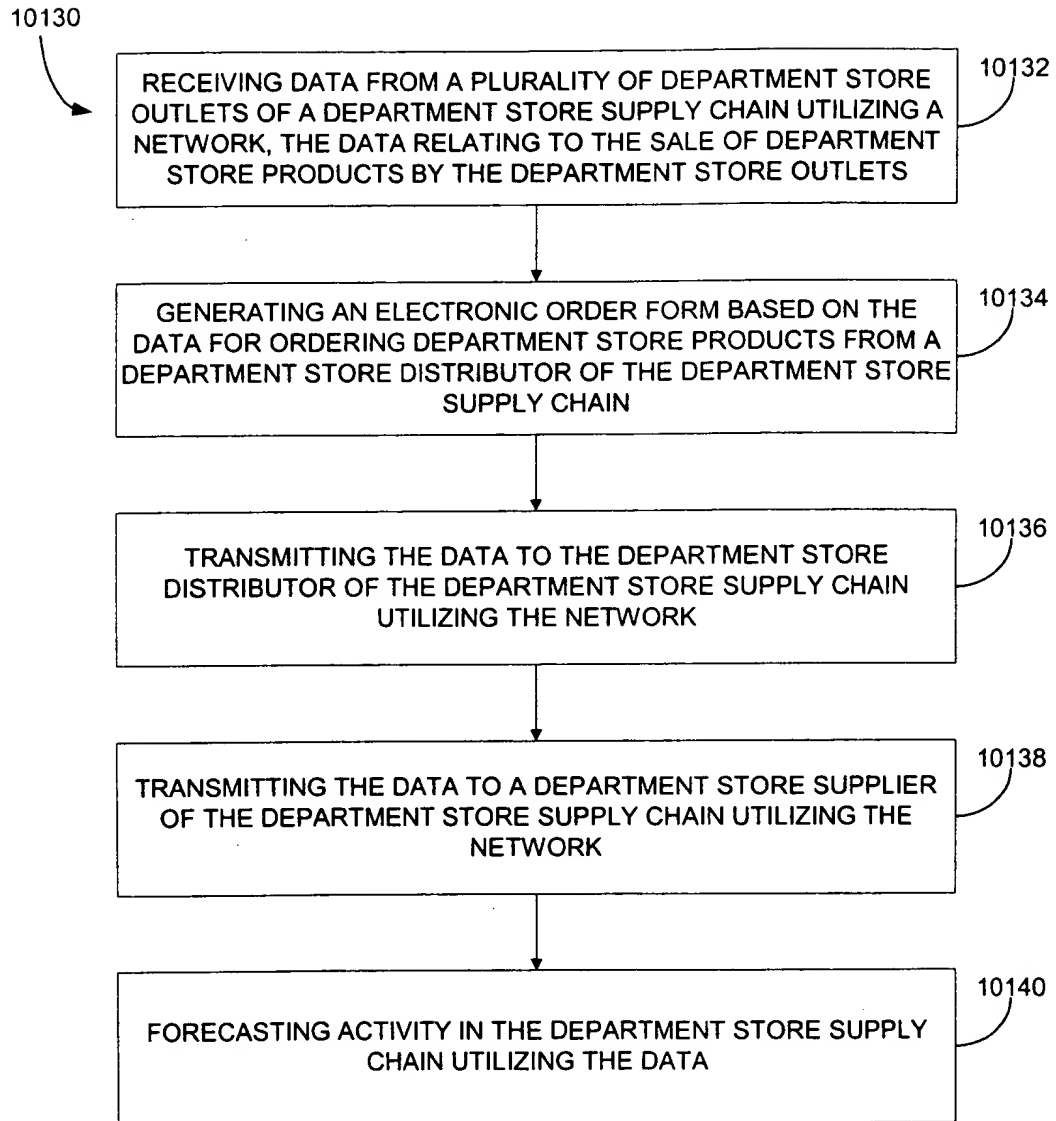 10130
RECEIVING DATA FROM A PLURALITY OF DEPARTMENT STORE
OUTLETS OF A DEPARTMENT STORE SUPPLY CHAIN UTILIZING A
NETWORK, THE DATA RELATING TO THE SALE OF DEPARTMENT
STORE PRODUCTS BY THE DEPARTMENT STORE OUTLETS
10132
GENERATING AN ELECTRONIC ORDER FORM BASED ON THE
DATA FOR ORDERING DEPARTMENT STORE PRODUCTS FROM A
DEPARTMENT STORE DISTRIBUTOR OF THE DEPARTMENT STORE
SUPPLY CHAIN
10134
TRANSMITTING THE DATA TO THE DEPARTMENT STORE
DISTRIBUTOR OF THE DEPARTMENT STORE SUPPLY CHAIN
UTILIZING THE NETWORK
10136
TRANSMITTING THE DATA TO A DEPARTMENT STORE SUPPLIER
OF THE DEPARTMENT STORE SUPPLY CHAIN UTILIZING THE
NETWORK
10138
FORECASTING ACTIVITY IN THE DEPARTMENT STORE SUPPLY
CHAIN UTILIZING THE DATA
10140